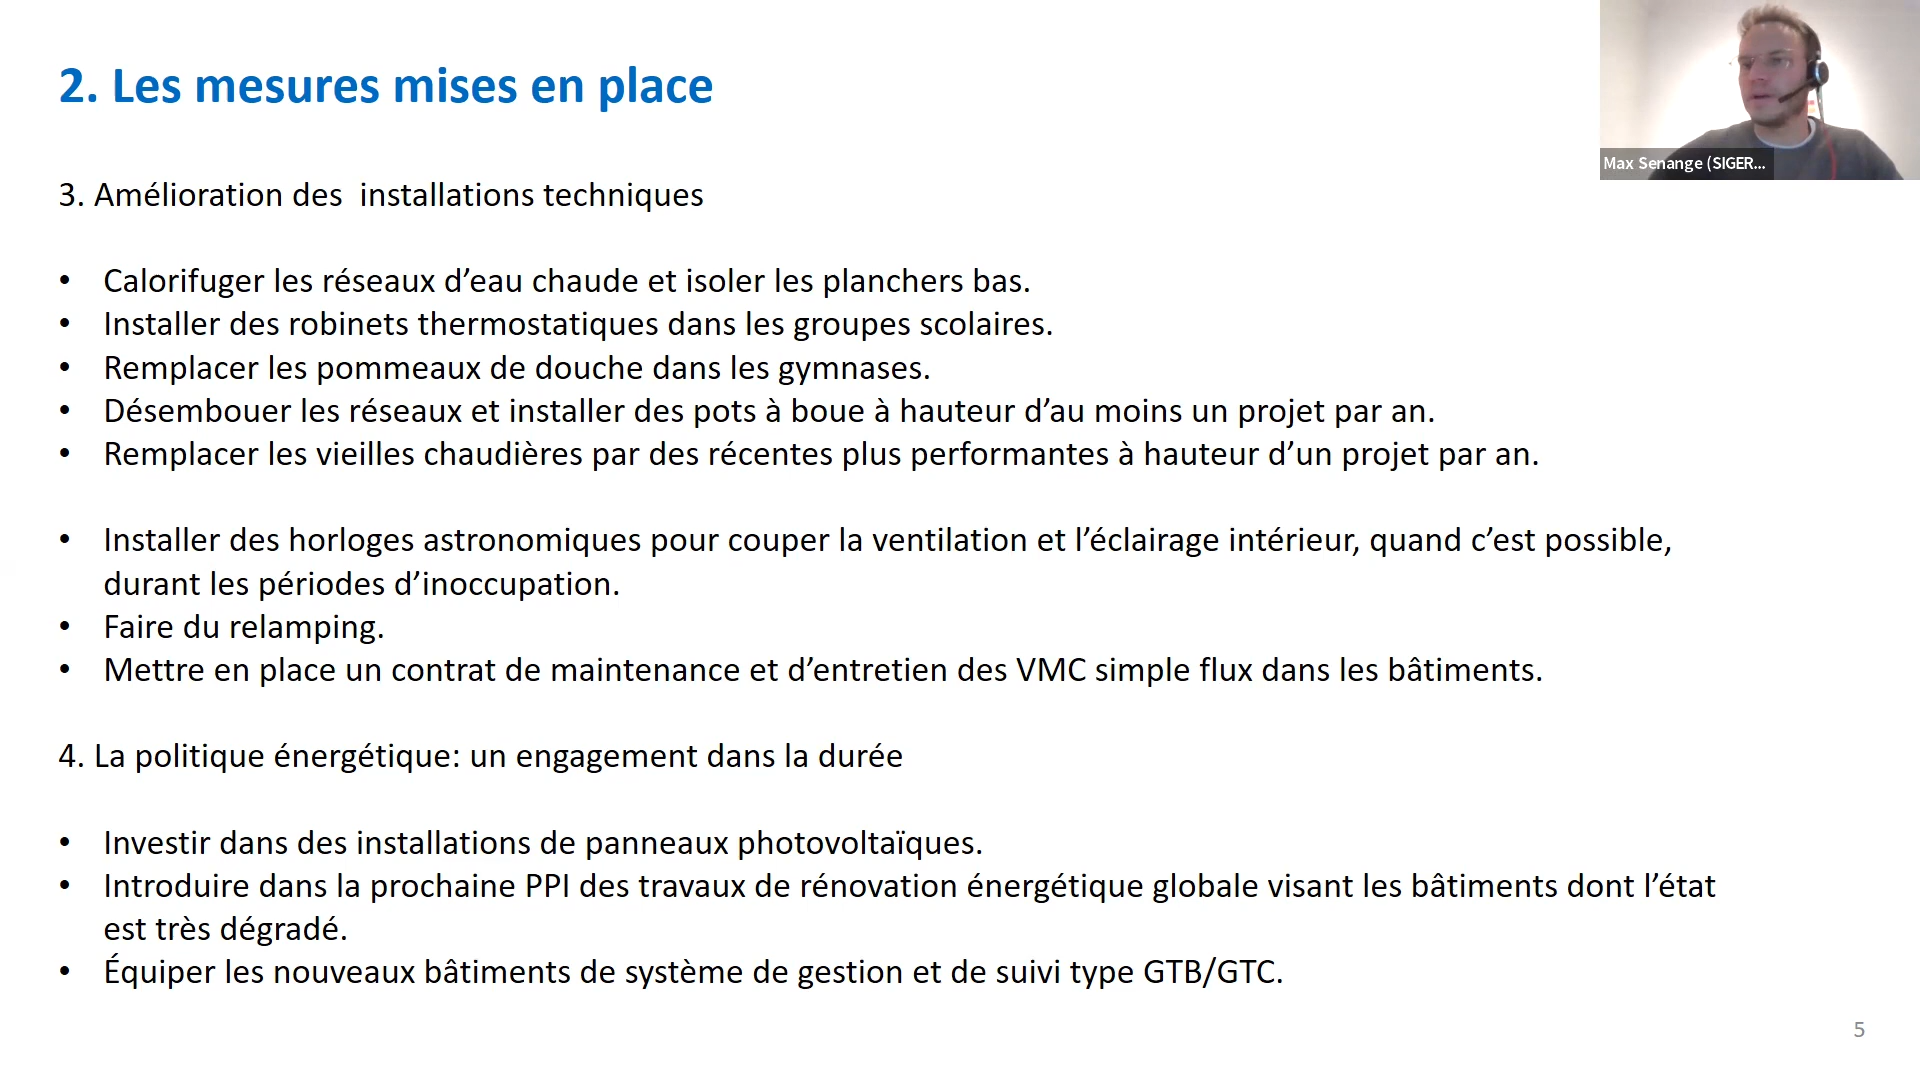 2. Les mesures mises en place
Max Senange (SIGER...
3. Amélioration des  installations techniques
• Calorifuger les réseaux d’eau chaude et isoler les planchers bas.
• Installer des robinets thermostatiques dans les groupes scolaires.
• Remplacer les pommeaux de douche dans les gymnases.
• Désembouer les réseaux et installer des pots à boue à hauteur d’au moins un projet par an.
• Remplacer les vieilles chaudières par des récentes plus performantes à hauteur d’un projet par an.
• Installer des horloges astronomiques pour couper la ventilation et l’éclairage intérieur, quand c’est possible,
durant les périodes d’inoccupation.
• Faire du relamping.
• Mettre en place un contrat de maintenance et d’entretien des VMC simple flux dans les bâtiments.
4. La politique énergétique: un engagement dans la durée
• Investir dans des installations de panneaux photovoltaïques.
• Introduire dans la prochaine PPI des travaux de rénovation énergétique globale visant les bâtiments dont l’état
est très dégradé.
• Équiper les nouveaux bâtiments de système de gestion et de suivi type GTB/GTC.
5